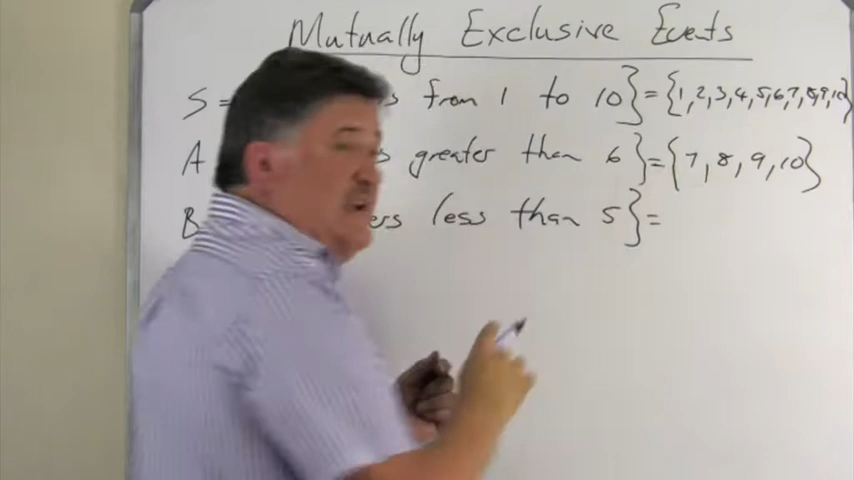 Mutually Exclusive Events
S = from 1 to 10} = {1, 2, 3, 4, 5, 6, 7, 8, 9, 10}
A greater than 6} = {7, 8, 9, 10}
B less than 5} =